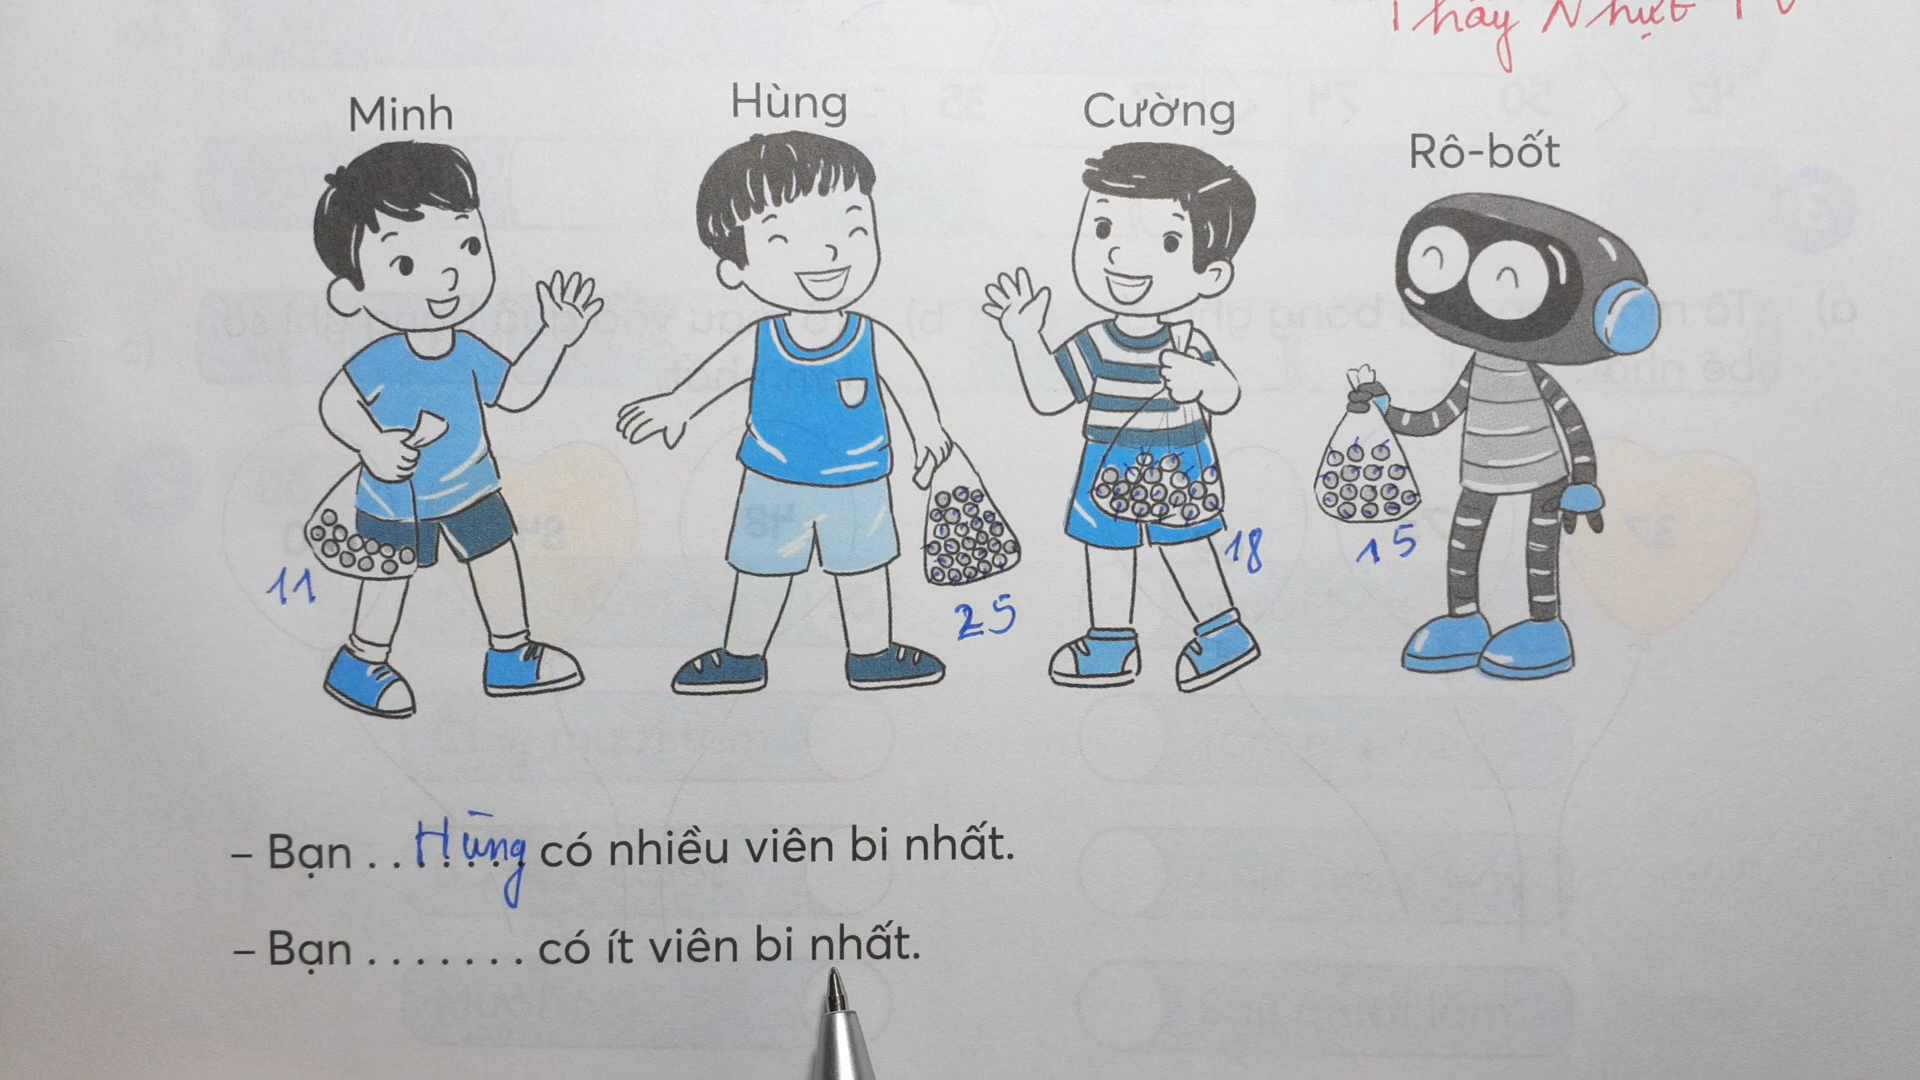 Thầy Nhựt TV
Minh
Hùng
Cường
Rô-bốt
11
25
18
15
– Bạn . . Hùng có nhiều viên bi nhất.
– Bạn . . . . . . . có ít viên bi nhất.